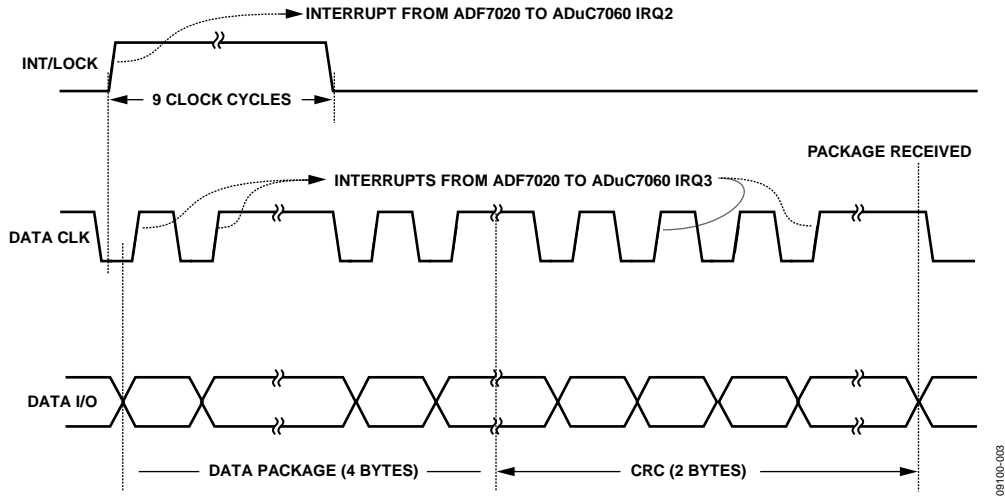 INTERRUPT FROM ADF7020 TO ADuC7060 IRQ2
INT/LOCK
9 CLOCK CYCLES
PACKAGE RECEIVED
INTERRUPTS FROM ADF7020 TO ADuC7060 IRQ3
DATA CLK
DATA I/O
DATA PACKAGE (4 BYTES)
CRC (2 BYTES)
09100-003